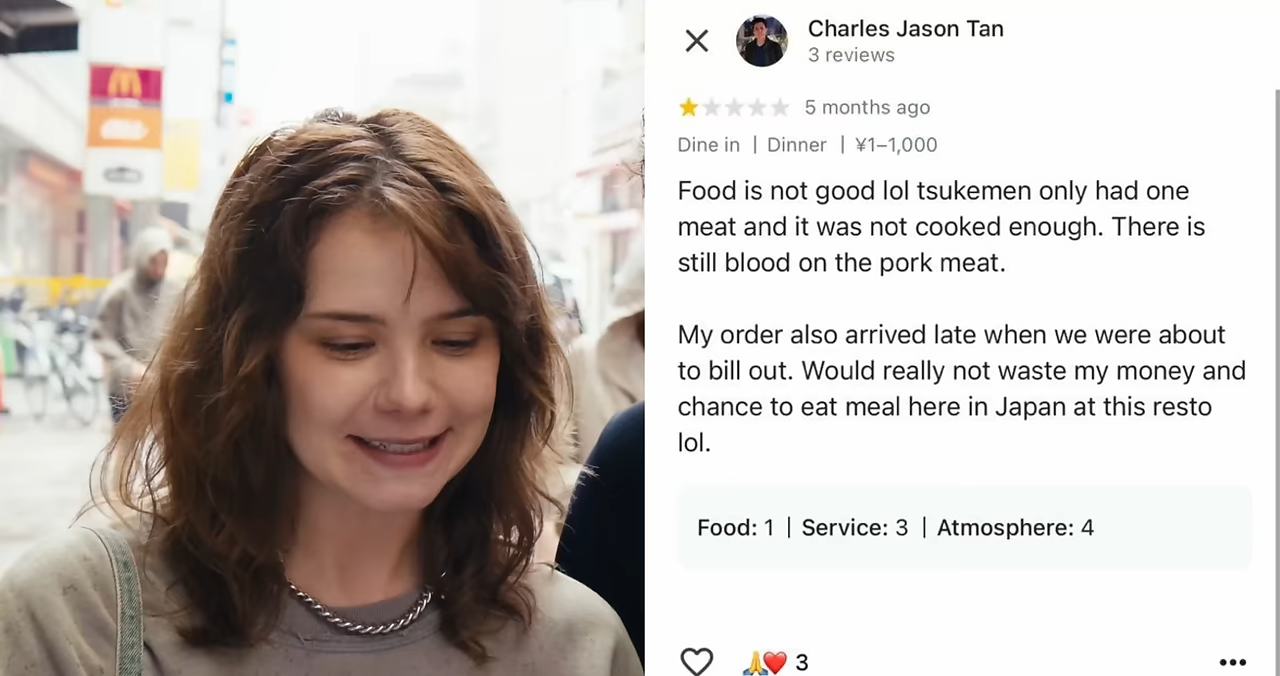 Charles Jason Tan
3 reviews
5 months ago
Dine in | Dinner | ¥1–1,000
Food is not good lol tsukemen only had one
meat and it was not cooked enough. There is
still blood on the pork meat.
My order also arrived late when we were about
to bill out. Would really not waste my money and
chance to eat meal here in Japan at this resto
lol.
Food: 1 | Service: 3 | Atmosphere: 4
3